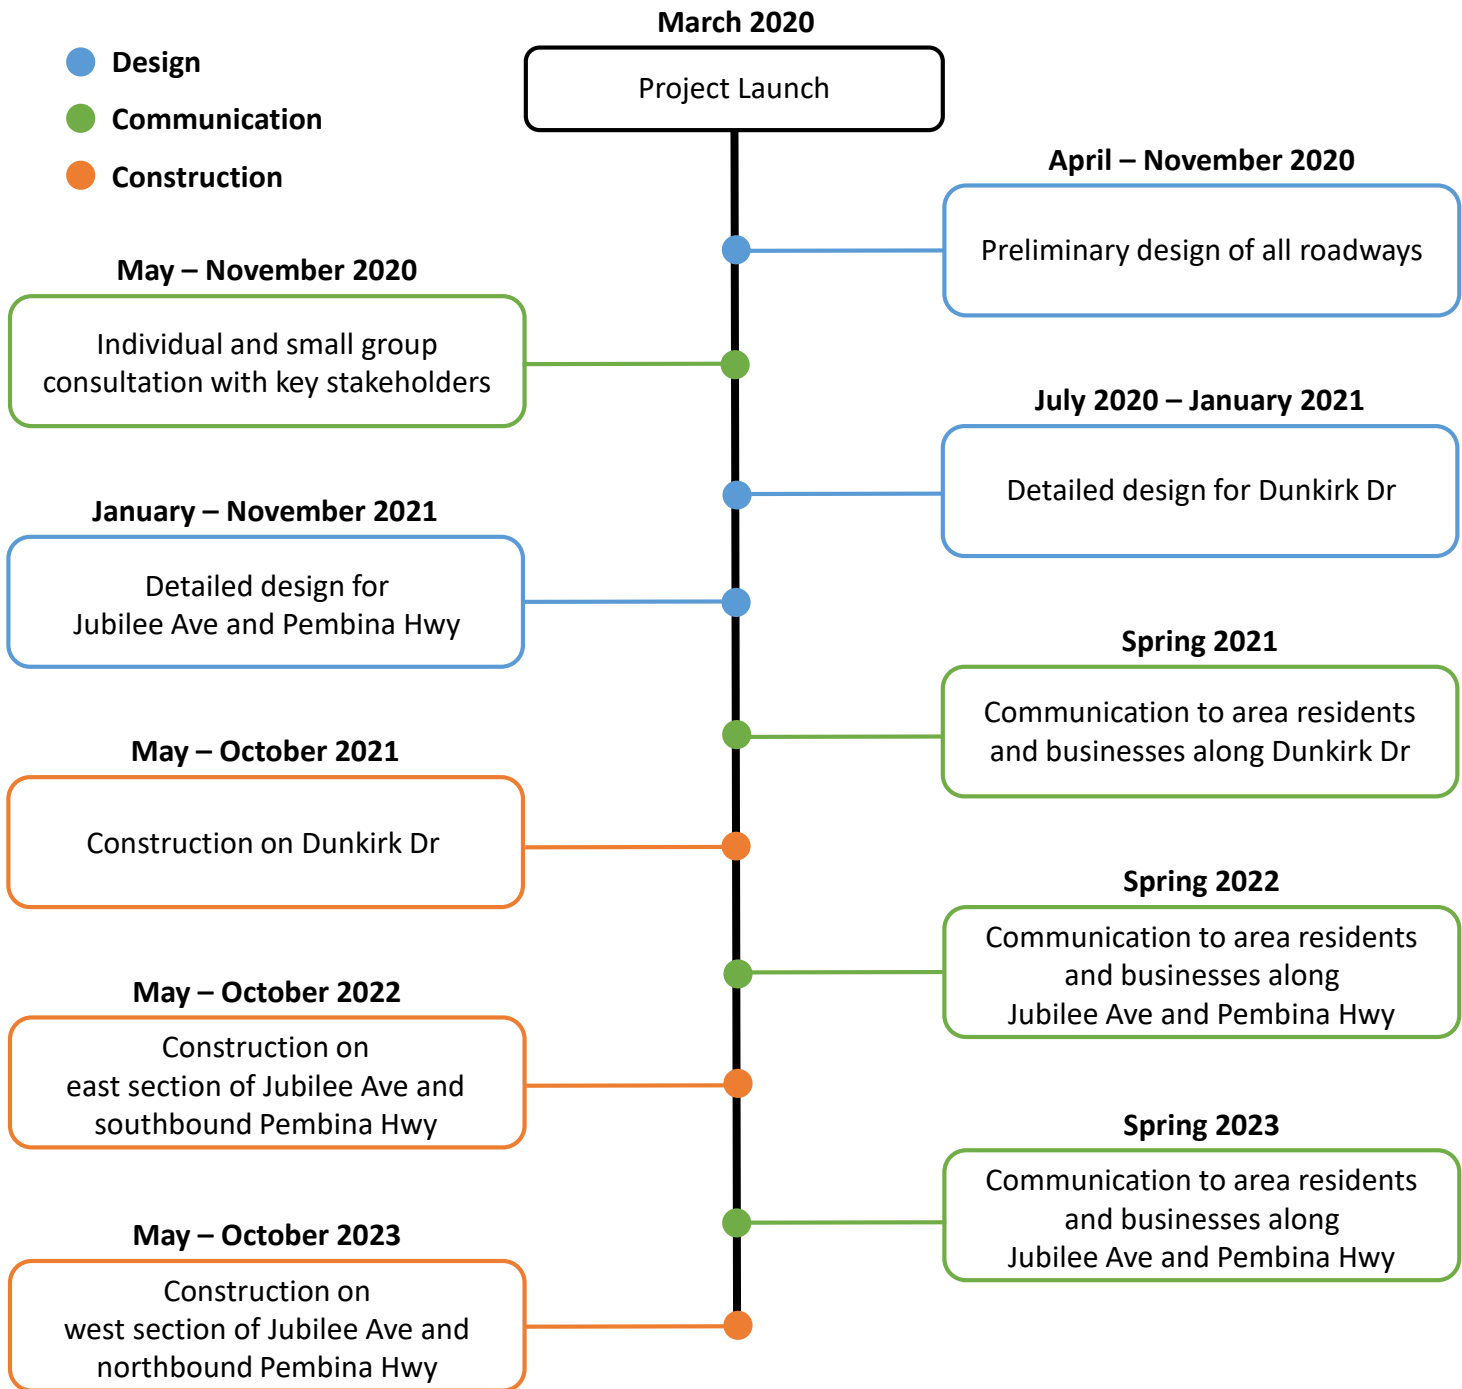 March 2020
Project Launch
Design
Communication
Construction
April – November 2020
Preliminary design of all roadways
May – November 2020
Individual and small group
consultation with key stakeholders
July 2020 – January 2021
Detailed design for Dunkirk Dr
January – November 2021
Detailed design for
Jubilee Ave and Pembina Hwy
Spring 2021
Communication to area residents
and businesses along Dunkirk Dr
May – October 2021
Construction on Dunkirk Dr
Spring 2022
Communication to area residents
and businesses along
Jubilee Ave and Pembina Hwy
May – October 2022
Construction on
east section of Jubilee Ave and
southbound Pembina Hwy
Spring 2023
Communication to area residents
and businesses along
Jubilee Ave and Pembina Hwy
May – October 2023
Construction on
west section of Jubilee Ave and
northbound Pembina Hwy